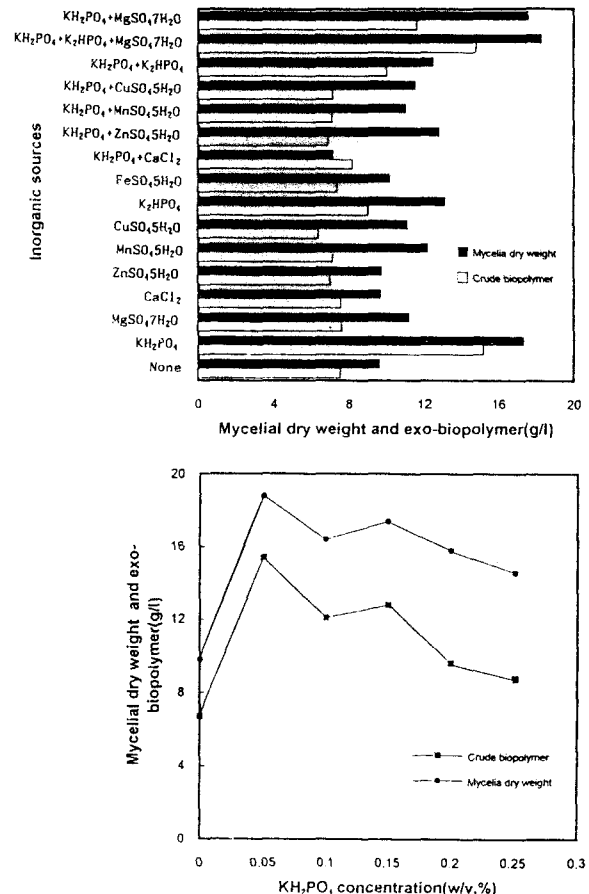 KH2PO4+MgSO47H2O
KH2PO4+K2HPO4+MgSO47H2O
KH2PO4+K2HPO4
KH2PO4+CuSO45H2O
KH2PO4+MnSO45H2O
KH2PO4+ZnSO45H2O
KH2PO4+CaCl2
FeSO45H2O
K2HPO4
CuSO45H2O
MnSO45H2O
ZnSO45H2O
CaCl2
MgSO47H2O
KH2PO4
None
Inorganic sources
Mycelia dry weight
Crude biopolymer
0 4 8 12 16 20
Mycelial dry weight and exo-biopolymer(g/l)
20
16
12
8
4
0
Mycelial dry weight and exo-
biopolymer(g/l)
Crude biopolymer
Mycelia dry weight
0 0.05 0.1 0.15 0.2 0.25 0.3
KH2PO4 concentration(w/v,%)